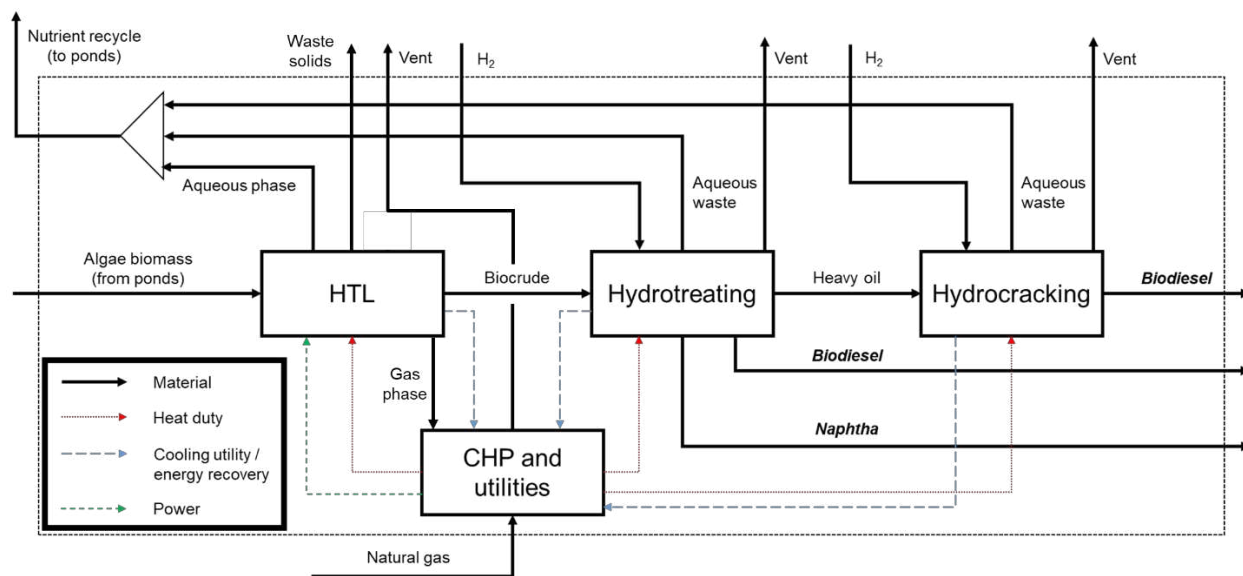 Nutrient recycle
(to ponds)
Waste
solids
Vent
H₂
Vent
H₂
Vent
Aqueous phase
Aqueous
waste
Aqueous
waste
Algae biomass
(from ponds)
HTL
Biocrude
Hydrotreating
Heavy oil
Hydrocracking
Biodiesel
Biodiesel
Gas
phase
Naphtha
CHP and
utilities
Natural gas
Material
Heat duty
Cooling utility /
energy recovery
Power